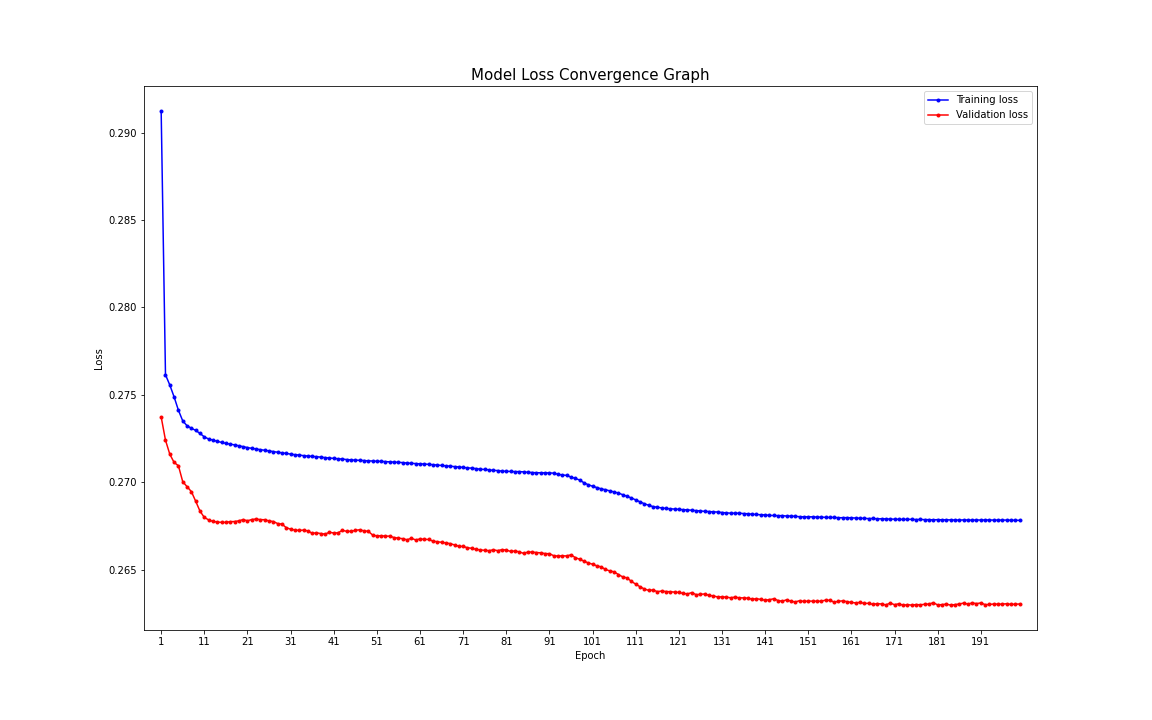 Model Loss Convergence Graph
Training loss
Validation loss
0.290
0.285
0.280
0.275
0.270
0.265
Loss
1 11 21 31 41 51 61 71 81 91 101 111 121 131 141 151 161 171 181 191
Epoch